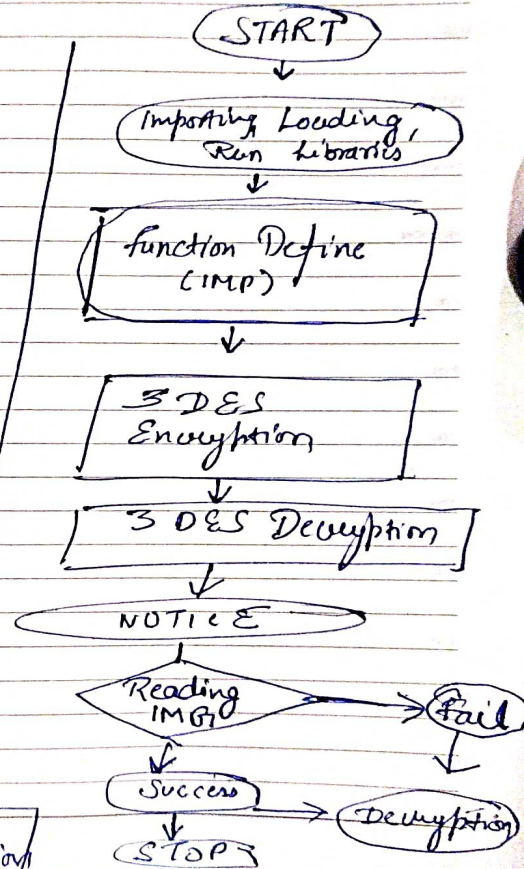 START
Importing, Loading,
Run Libraries
function Define
(IMP)
3 DES
Encryption
3 DES Decryption
NOTICE
Reading
IMG
Fail
Success
Decryption
STOP